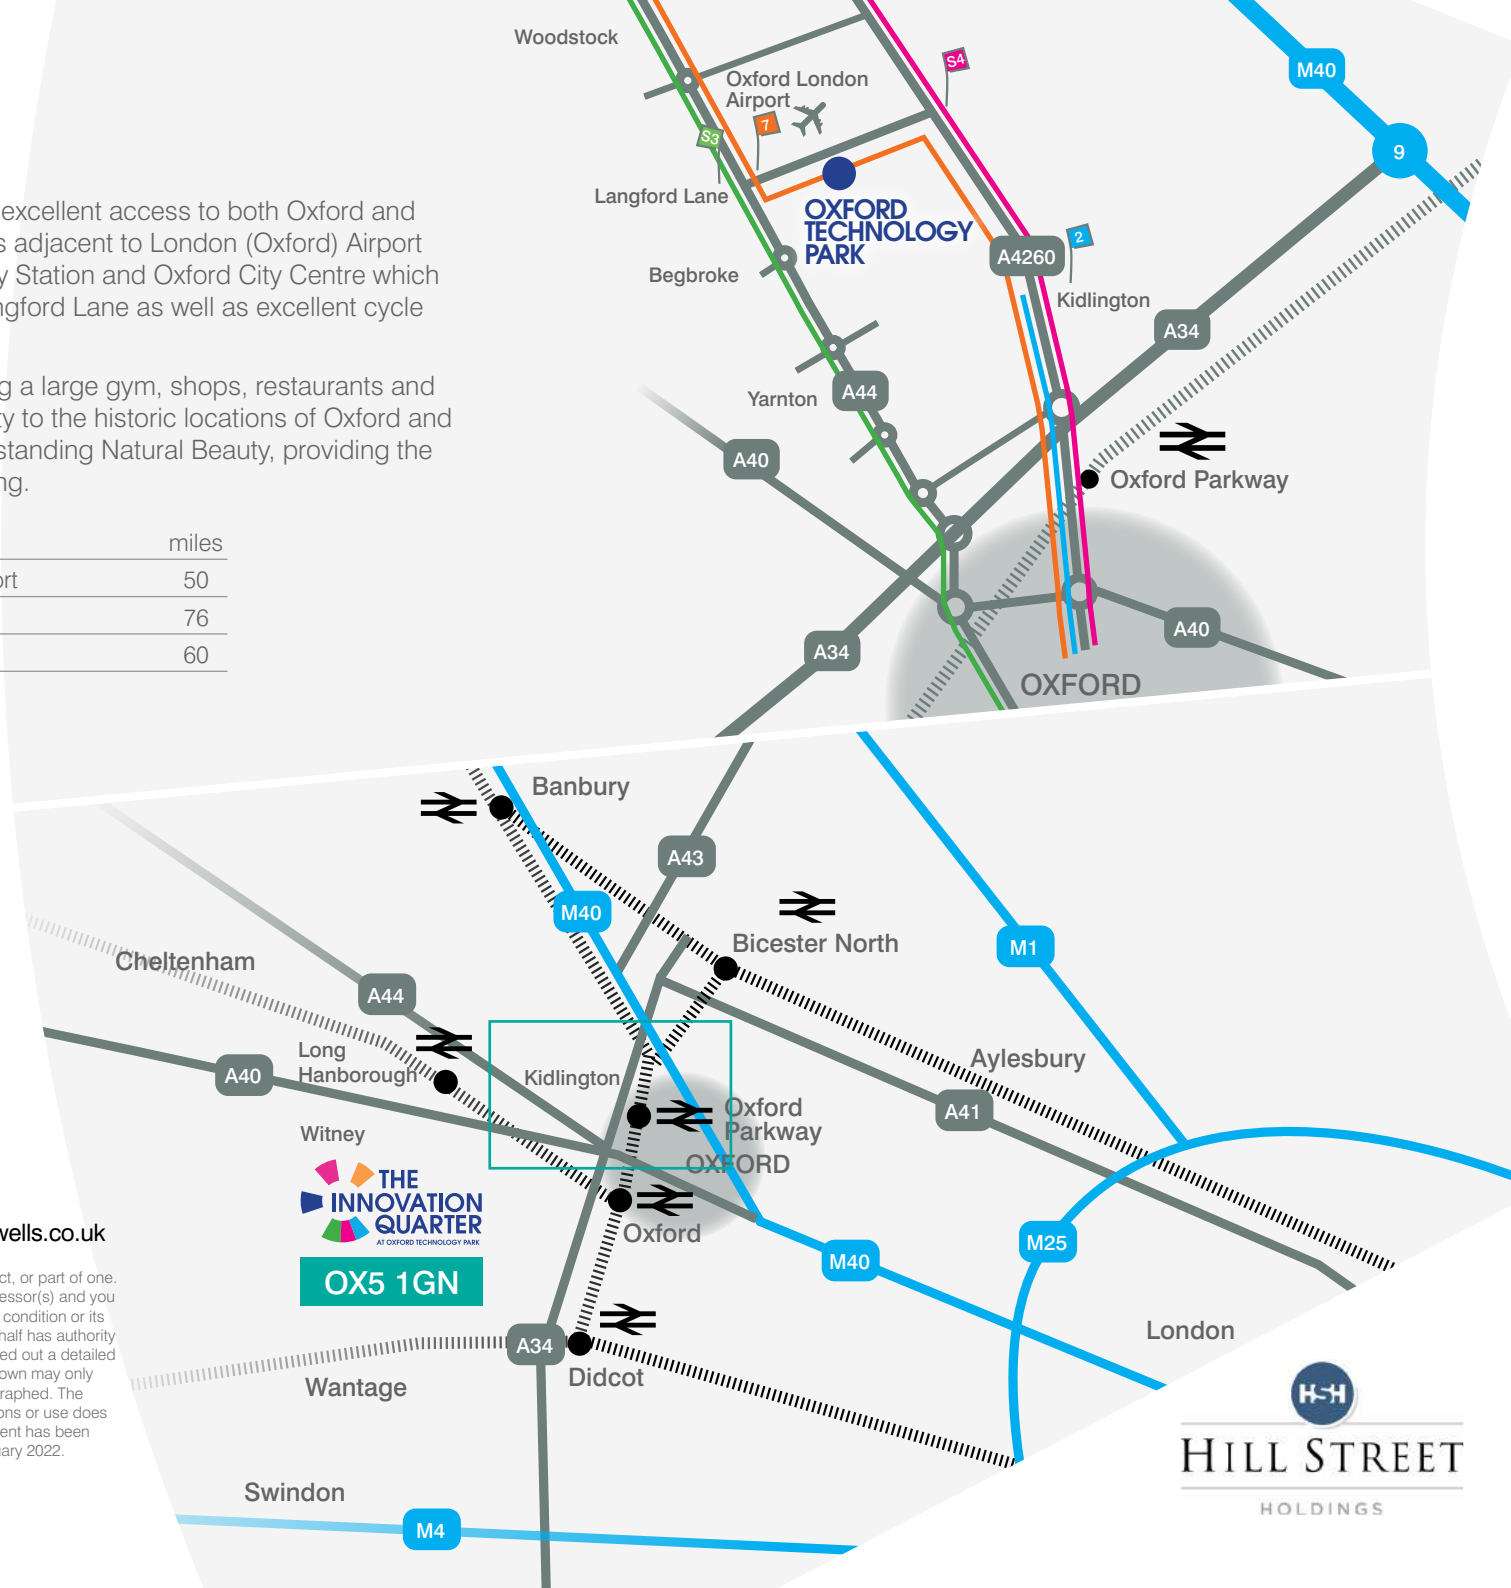 Woodstock
S4
M40
Oxford London
Airport
7
9
S3
Langford Lane
OXFORD
TECHNOLOGY
PARK
2
A4260
Begbroke
Kidlington
A34
A44
Yarnton
A40
Oxford Parkway
A40
A34
OXFORD
excellent access to both Oxford and
s adjacent to London (Oxford) Airport
y Station and Oxford City Centre which
ngford Lane as well as excellent cycle
g a large gym, shops, restaurants and
ty to the historic locations of Oxford and
standing Natural Beauty, providing the
ng.
miles
ort 50
76
60
Banbury
A43
M40
Bicester North
M1
Cheltenham
A44
Long
Hanborough
Kidlington
Aylesbury
A40
Oxford
Parkway
A41
Witney
OXFORD
THE
INNOVATION
QUARTER
AT OXFORD TECHNOLOGY PARK
Oxford
M25
M40
OX5 1GN
London
A34
Didcot
Wantage
Swindon
M4
wells.co.uk
ct, or part of one.
essor(s) and you
condition or its
half has authority
ed out a detailed
own may only
raphed. The
ons or use does
ent has been
uary 2022.
HSH
HILL STREET
HOLDINGS